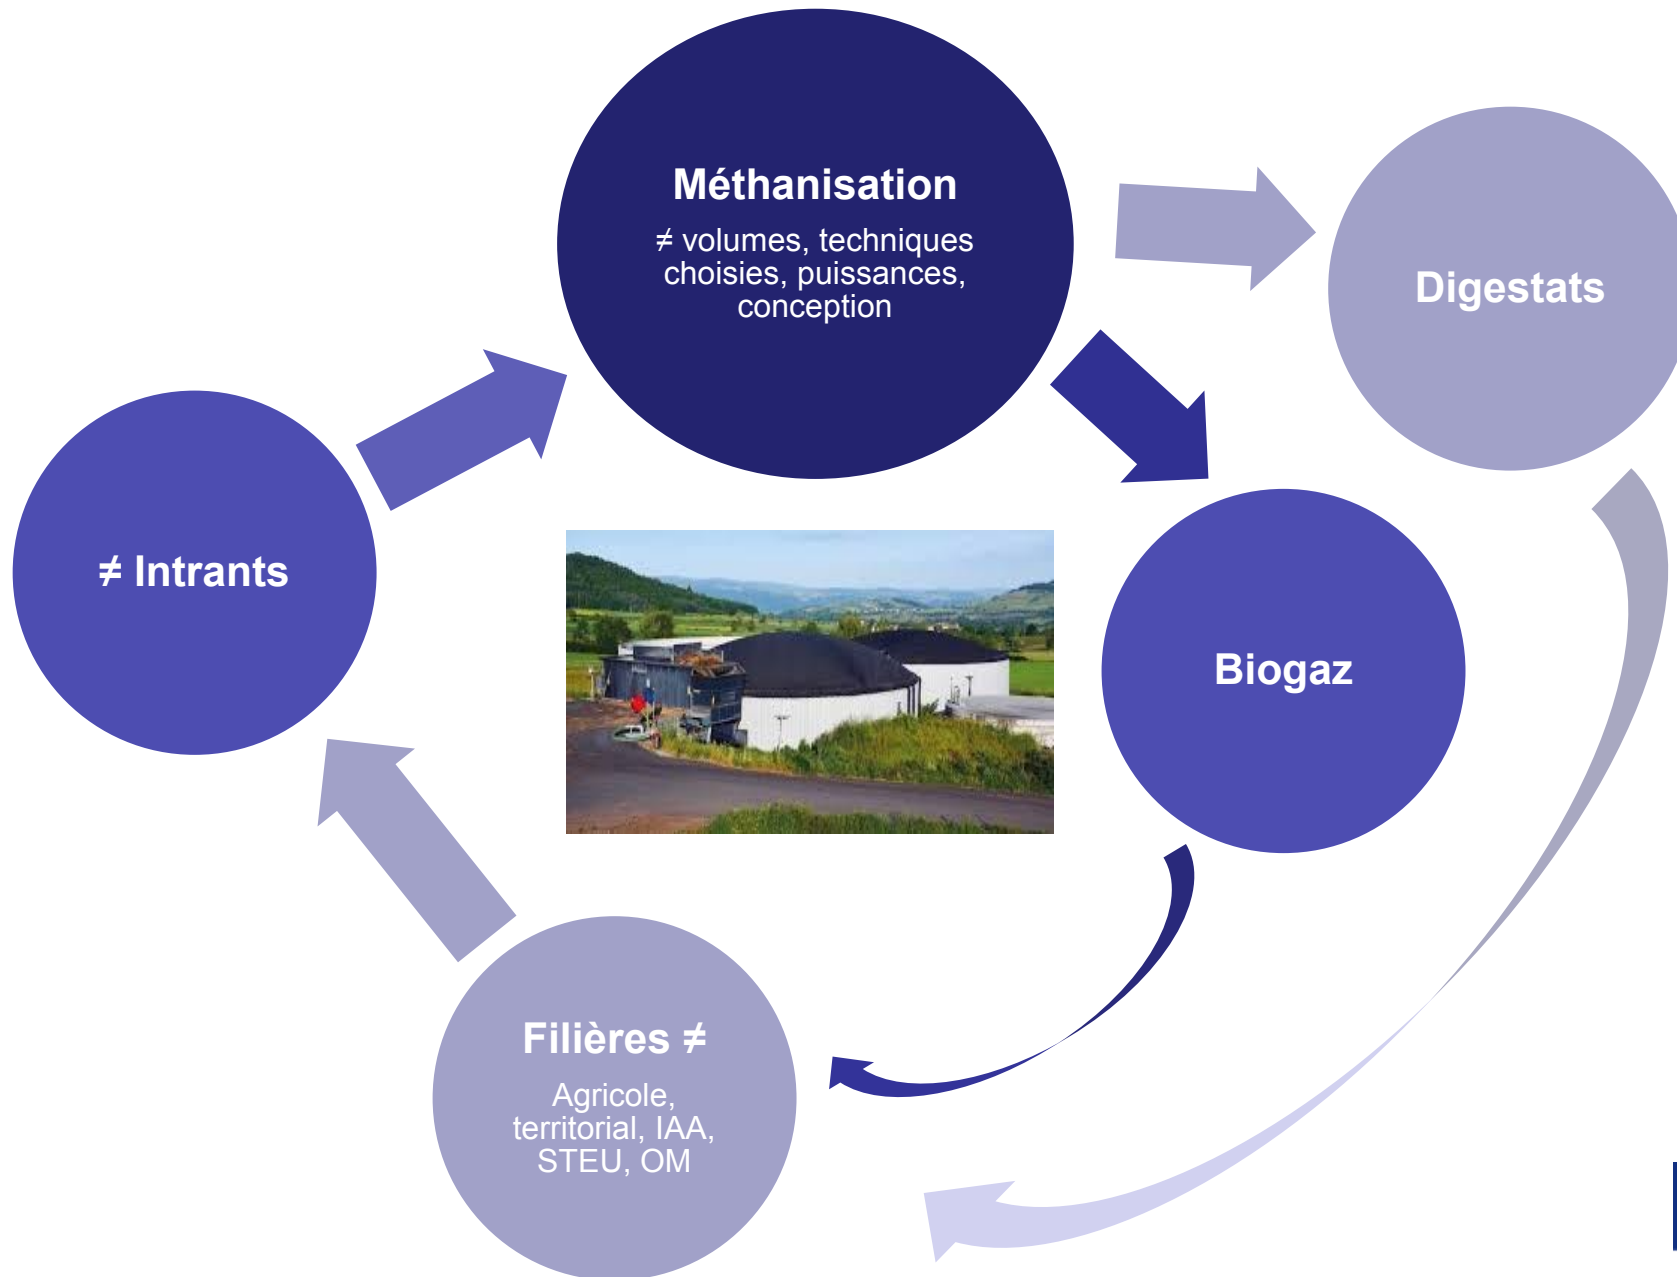 Méthanisation
≠ volumes, techniques
choisies, puissances,
conception
Digestats
≠ Intrants
Biogaz
Filières ≠
Agricole,
territorial, IAA,
STEU, OM